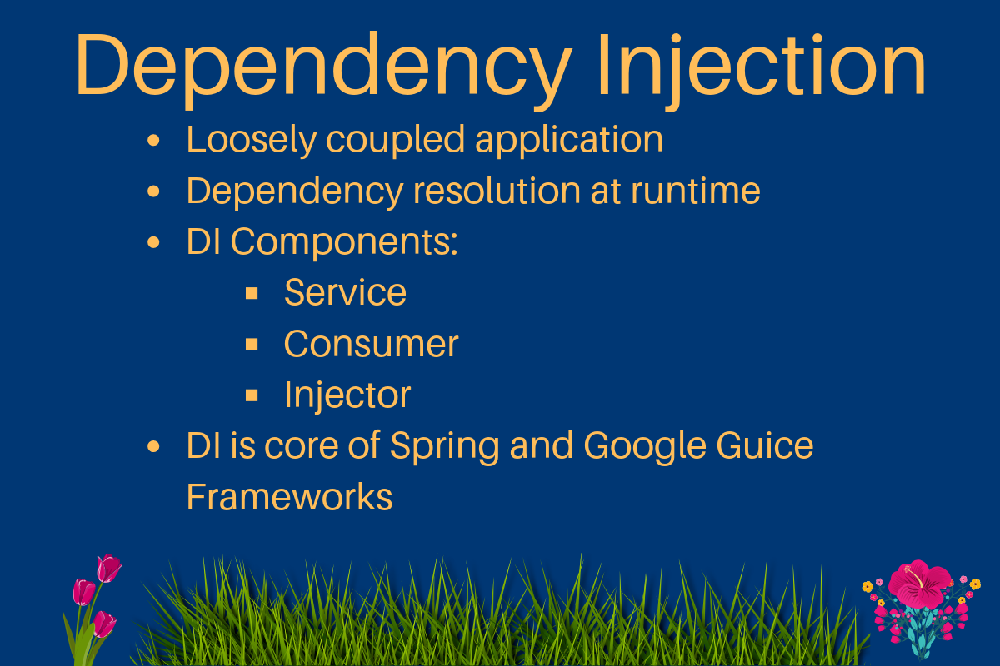 Dependency Injection
• Loosely coupled application
• Dependency resolution at runtime
• DI Components:
▪ Service
▪ Consumer
▪ Injector
• DI is core of Spring and Google Guice
Frameworks